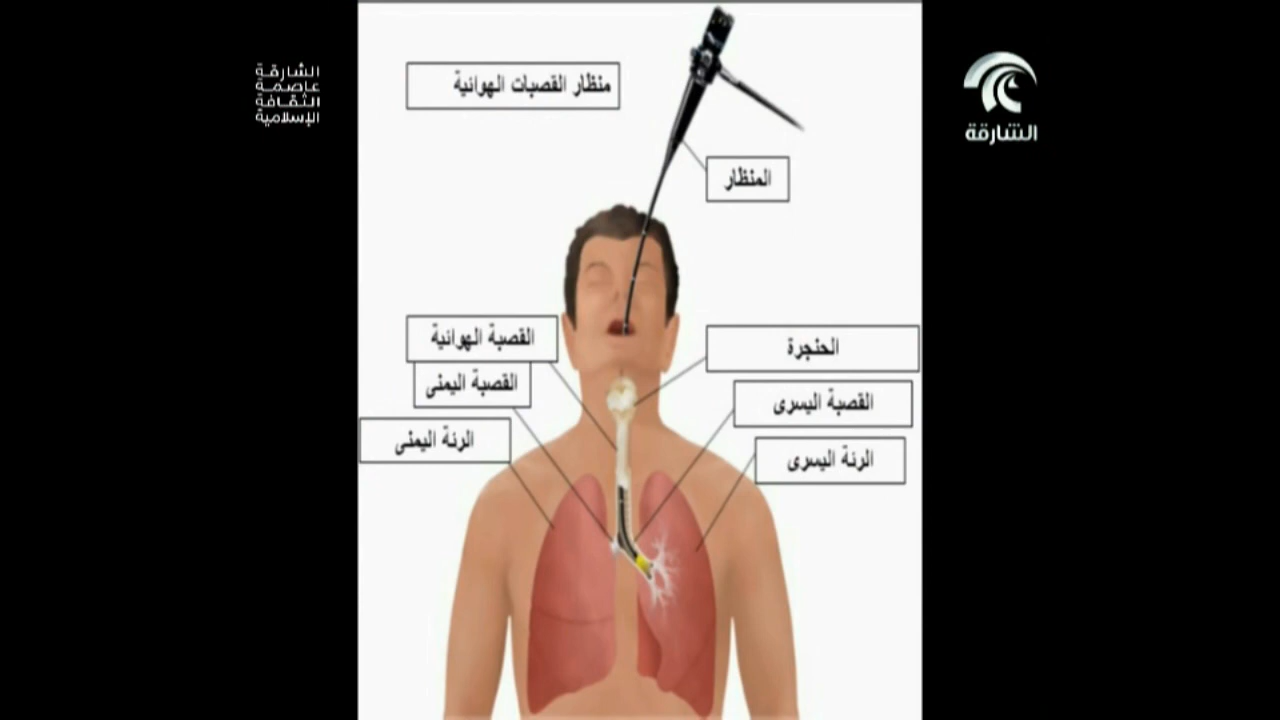 الشارقة
عاصمة
الثقافة
الإسلامية
الشارقة
منظار القصبات الهوائية
المنظار
القصبة الهوائية
الحنجرة
القصبة اليمنى
القصبة اليسرى
الرئة اليمنى
الرئة اليسرى